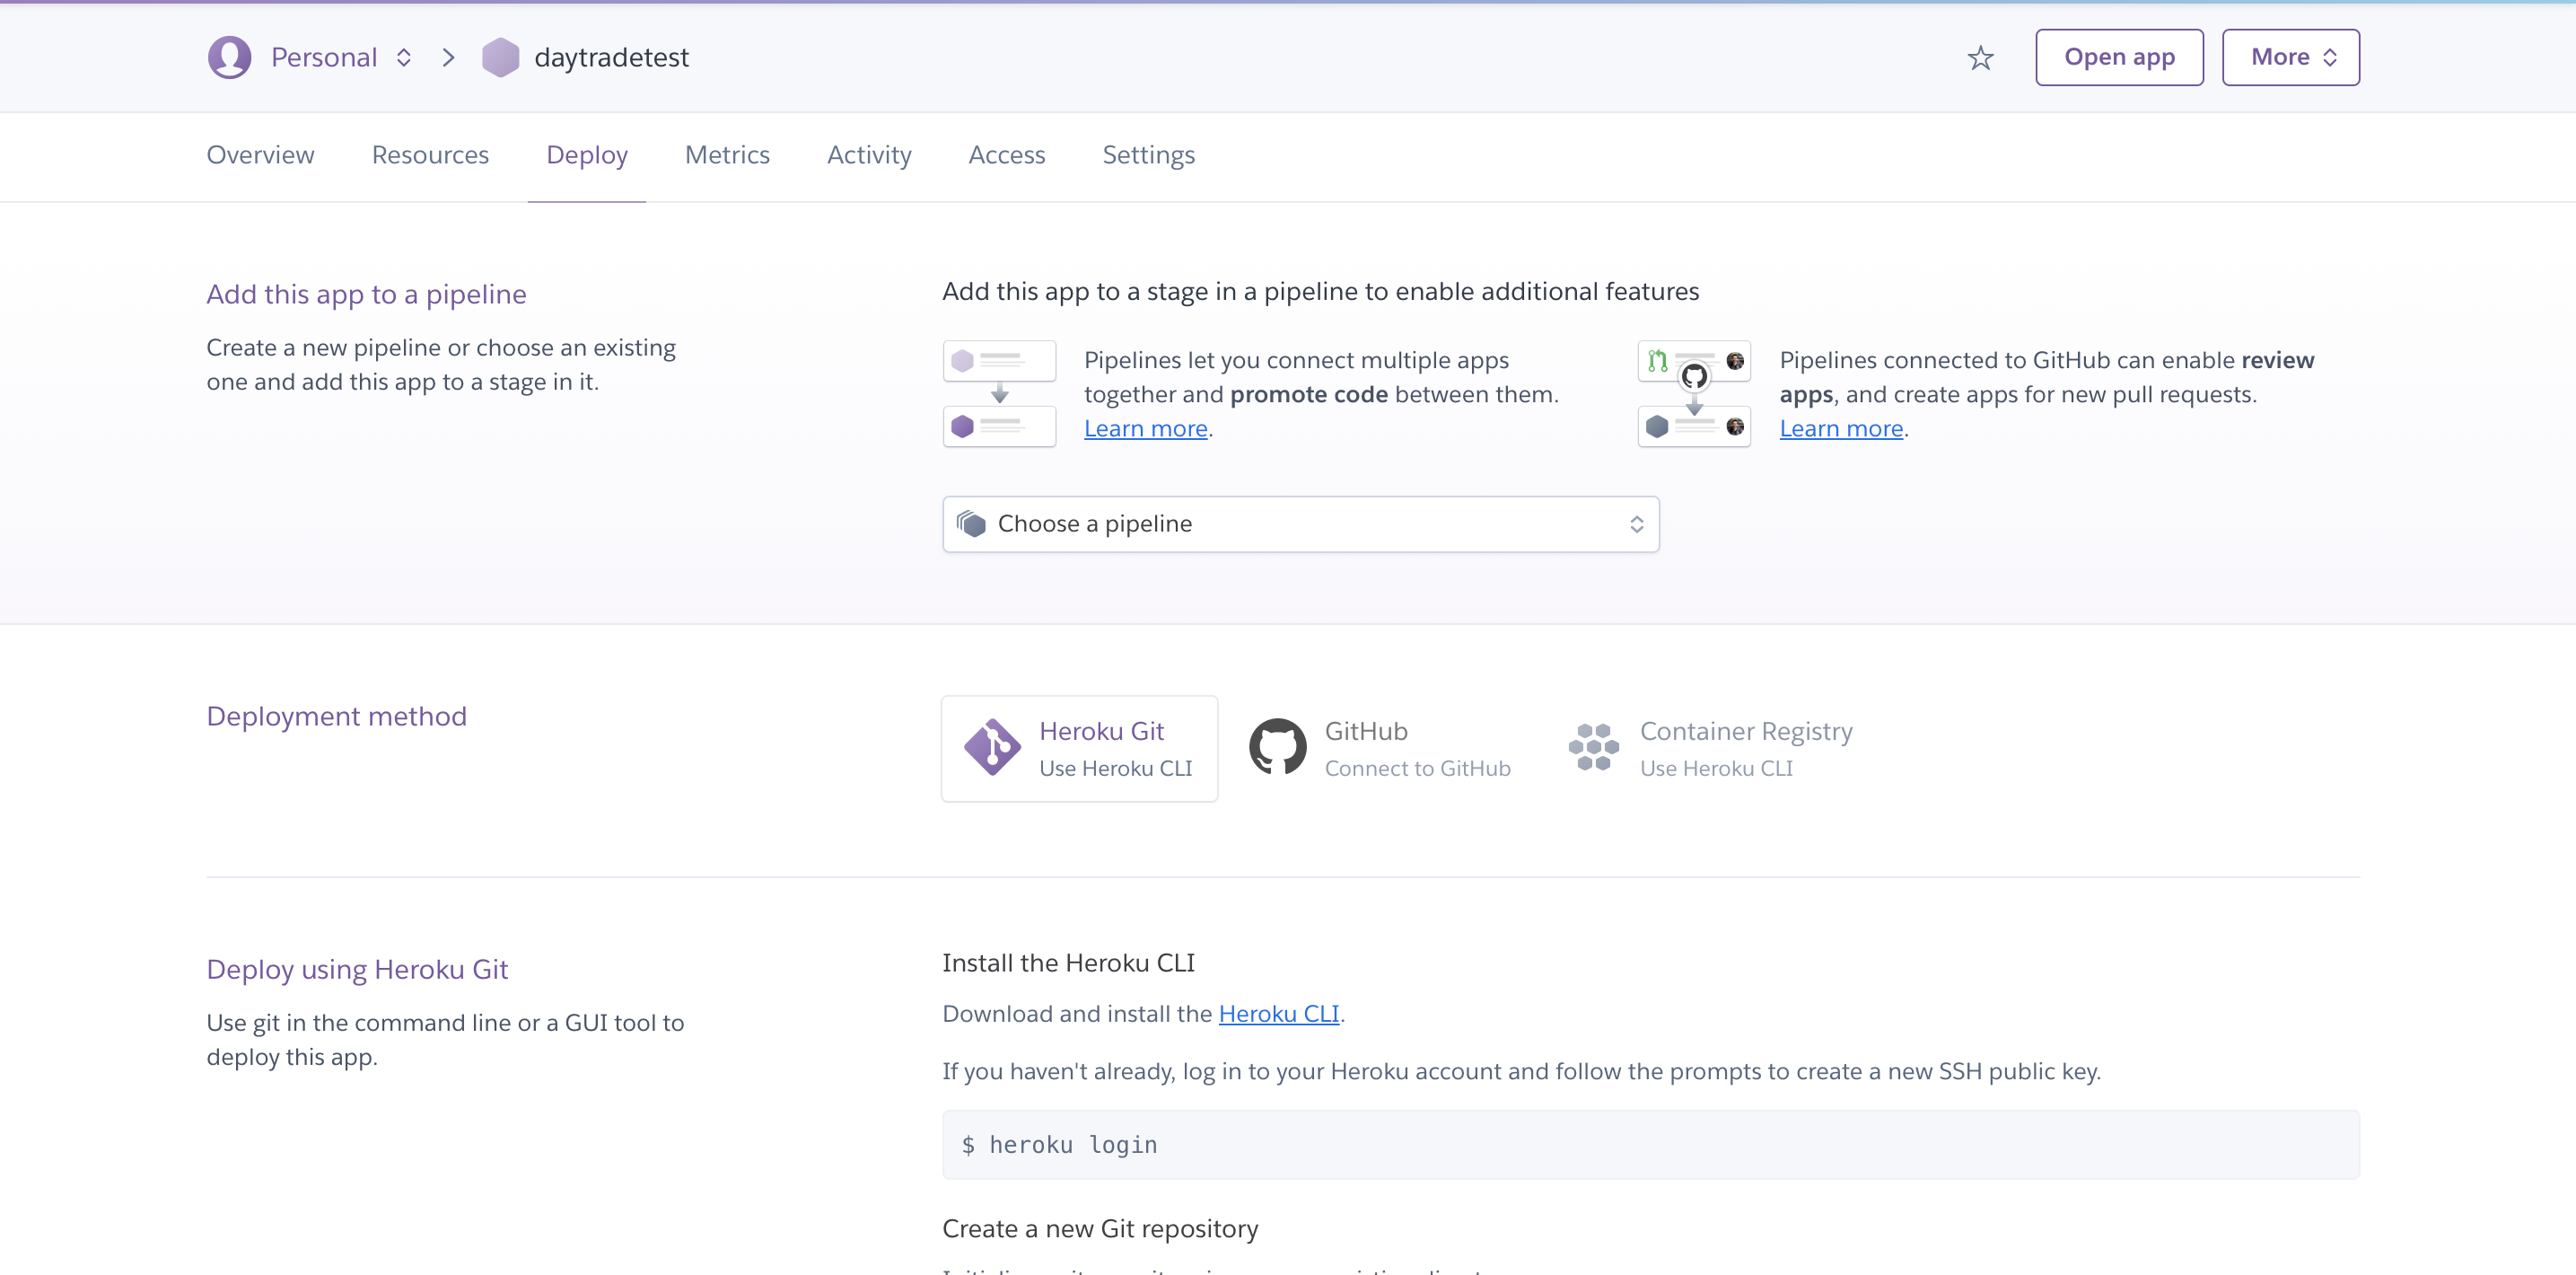 Personal
daytradetest
Open app
More
Overview
Resources
Deploy
Metrics
Activity
Access
Settings
Add this app to a pipeline
Create a new pipeline or choose an existing
one and add this app to a stage in it.
Add this app to a stage in a pipeline to enable additional features
Pipelines let you connect multiple apps
together and promote code between them.
Learn more.
Pipelines connected to GitHub can enable review
apps, and create apps for new pull requests.
Learn more.
Choose a pipeline
Deployment method
Heroku Git
Use Heroku CLI
GitHub
Connect to GitHub
Container Registry
Use Heroku CLI
Deploy using Heroku Git
Use git in the command line or a GUI tool to
deploy this app.
Install the Heroku CLI
Download and install the Heroku CLI.
If you haven't already, log in to your Heroku account and follow the prompts to create a new SSH public key.
$ heroku login
Create a new Git repository